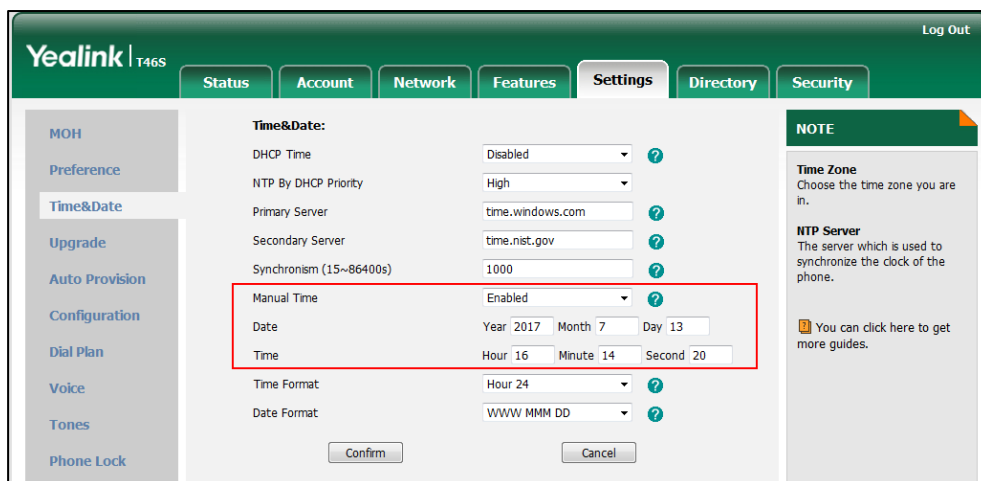 Log Out
Yealink | T46S
Status Account Network Features Settings Directory Security
MOH
Preference
Time&Date
Upgrade
Auto Provision
Configuration
Dial Plan
Voice
Tones
Phone Lock
Time&Date:
DHCP Time Disabled ?
NTP By DHCP Priority High
Primary Server time.windows.com ?
Secondary Server time.nist.gov ?
Synchronism (15~86400s) 1000 ?
Manual Time Enabled ?
Date Year 2017 Month 7 Day 13
Time Hour 16 Minute 14 Second 20
Time Format Hour 24 ?
Date Format WWW MMM DD ?
Confirm Cancel
NOTE
Time Zone
Choose the time zone you are
in.
NTP Server
The server which is used to
synchronize the clock of the
phone.
? You can click here to get
more guides.